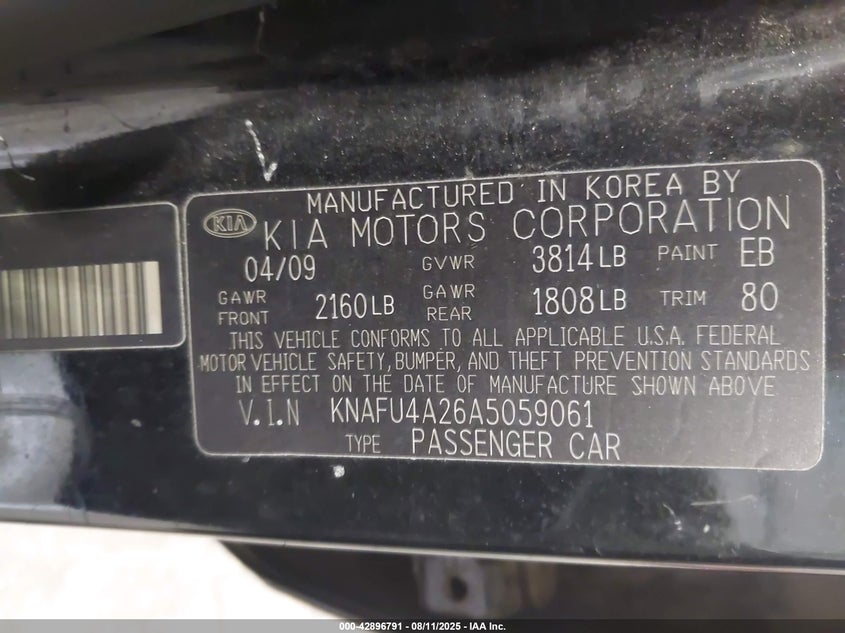 MANUFACTURED IN KOREA BY
KIA KIA MOTORS CORPORATION
04/09 GVWR 3814LB PAINT EB
GAWR FRONT 2160LB GAWR REAR 1808LB TRIM 80
THIS VEHICLE CONFORMS TO ALL APPLICABLE U.S.A. FEDERAL
MOTOR VEHICLE SAFETY, BUMPER, AND THEFT PREVENTION STANDARDS
IN EFFECT ON THE DATE OF MANUFACTURE SHOWN ABOVE
V.I.N KNAFU4A26A5059061
TYPE PASSENGER CAR
000-42896791 - 08/11/2025 - IAA Inc.